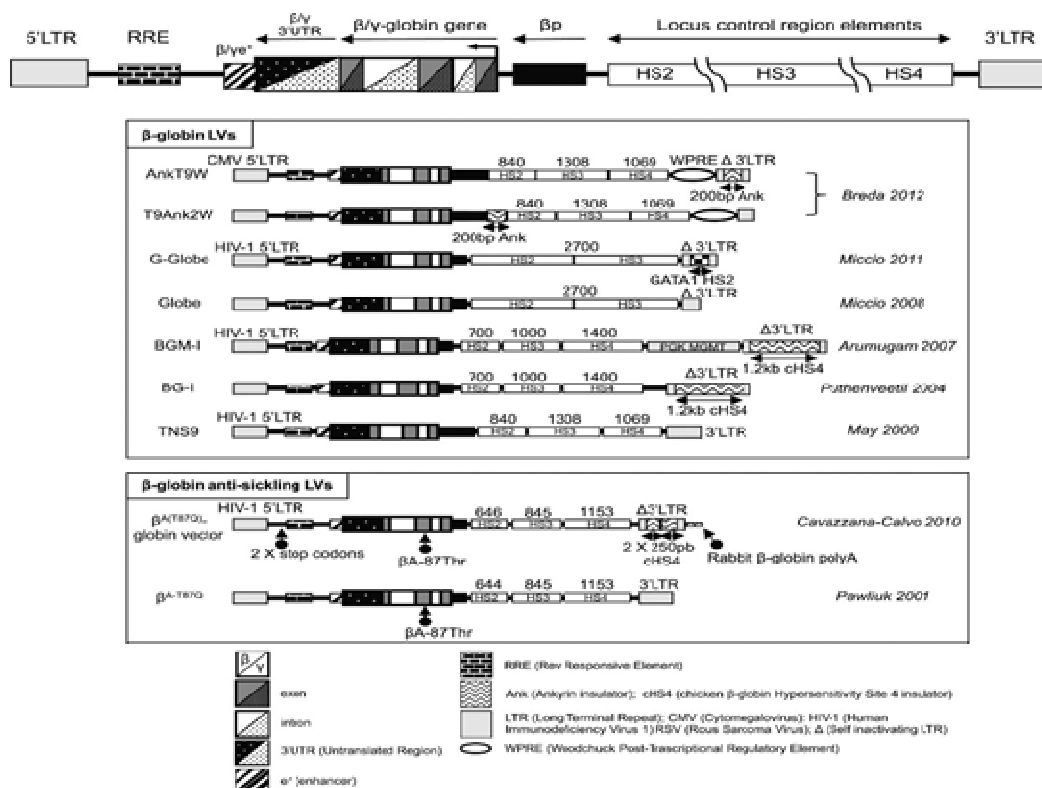 5'LTR RRE β/γe* β/γ 3'UTR β/γ-globin gene βp Locus control region elements 3'LTR
HS2 HS3 HS4
β-globin LVs
CMV 5'LTR 840 1308 1069 WPRE Δ 3'LTR
AnkT9W HS2 HS3 HS4
200bp Ank
Breda 2012
840 1308 1069
T9Ank2W HS2 HS3 HS4
200bp Ank
HIV-1 5'LTR 2700 Δ 3'LTR
G-Globe HS2 HS3 Miccio 2011
GATA1 HS2
2700 Δ 3'LTR
Globe HS2 HS3 Miccio 2008
HIV-1 5'LTR 700 1000 1400 Δ3'LTR
BGM-I HS2 HS3 HS4 PGK MGMT Arumugam 2007
1.2kb cHS4
700 1000 1400 Δ3'LTR
BG-I HS2 HS3 HS4 Puthenveetil 2004
1.2kb cHS4
HIV-1 5'LTR 840 1308 1069
TNS9 HS2 HS3 HS4 3'LTR May 2000
β-globin anti-sickling LVs
HIV-1 5'LTR 646 845 1153 Δ3'LTR
βA(T87Q)- globin vector HS2 HS3 HS4 Cavazzana-Calvo 2010
2 X stop codons βA-87Thr 2 X 250pb cHS4 Rabbit β-globin polyA
644 845 1153 3'LTR
βA-T87Q HS2 HS3 HS4 Pawliuk 2001
βA-87Thr
β/γ RRE (Rev Responsive Element)
exon Ank (Ankyrin insulator); cHS4 (chicken β-globin Hypersensitivity Site 4 insulator)
intron LTR (Long Terminal Repeat); CMV (Cytomegalovirus); HIV-1 (Human
Immunodeficiency Virus 1) RSV (Rous Sarcoma Virus); Δ (Self inactivating LTR)
3'UTR (Untranslated Region) WPRE (Woodchuck Post-Trascriptional Regulatory Element)
e* (enhancer)